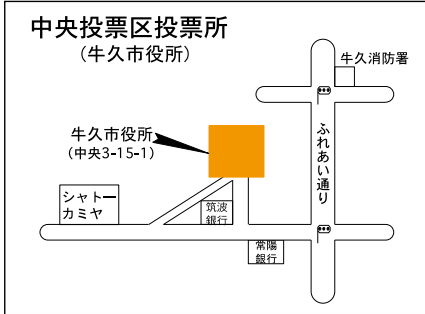 中央投票区投票所
(牛久市役所)
牛久消防署
牛久市役所
(中央3-15-1)
ふれあい通り
シャトー
カミヤ
筑波
銀行
常陽
銀行